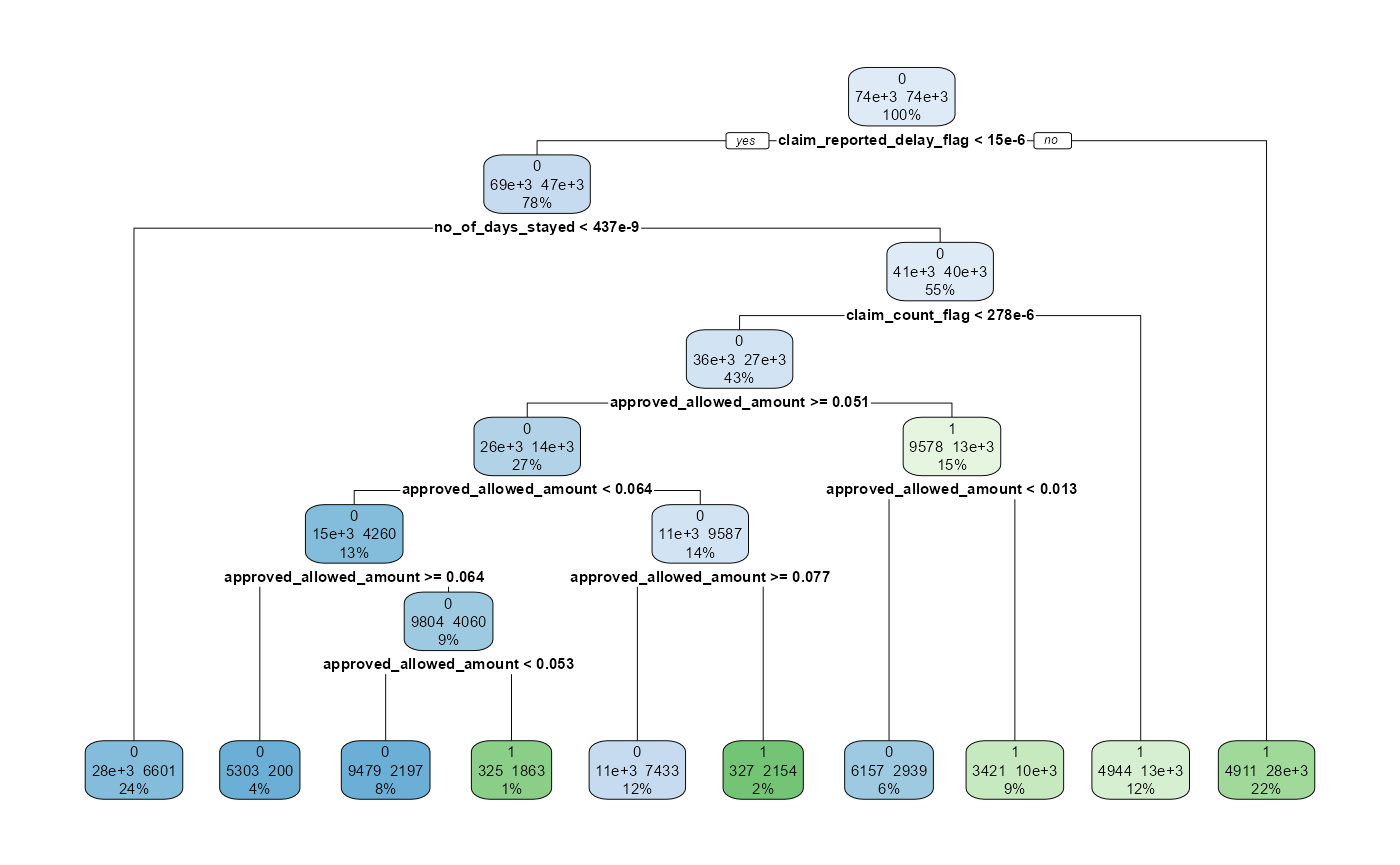 0
74e+3 74e+3
100%
yes claim_reported_delay_flag < 15e-6 no
0
69e+3 47e+3
78%
no_of_days_stayed < 437e-9
0
41e+3 40e+3
55%
claim_count_flag < 278e-6
0
36e+3 27e+3
43%
approved_allowed_amount >= 0.051
0
26e+3 14e+3
27%
1
9578 13e+3
15%
approved_allowed_amount < 0.064
approved_allowed_amount < 0.013
0
15e+3 4260
13%
0
11e+3 9587
14%
approved_allowed_amount >= 0.064
approved_allowed_amount >= 0.077
0
9804 4060
9%
approved_allowed_amount < 0.053
0
28e+3 6601
24%
0
5303 200
4%
0
9479 2197
8%
1
325 1863
1%
0
11e+3 7433
12%
1
327 2154
2%
0
6157 2939
6%
1
3421 10e+3
9%
1
4944 13e+3
12%
1
4911 28e+3
22%